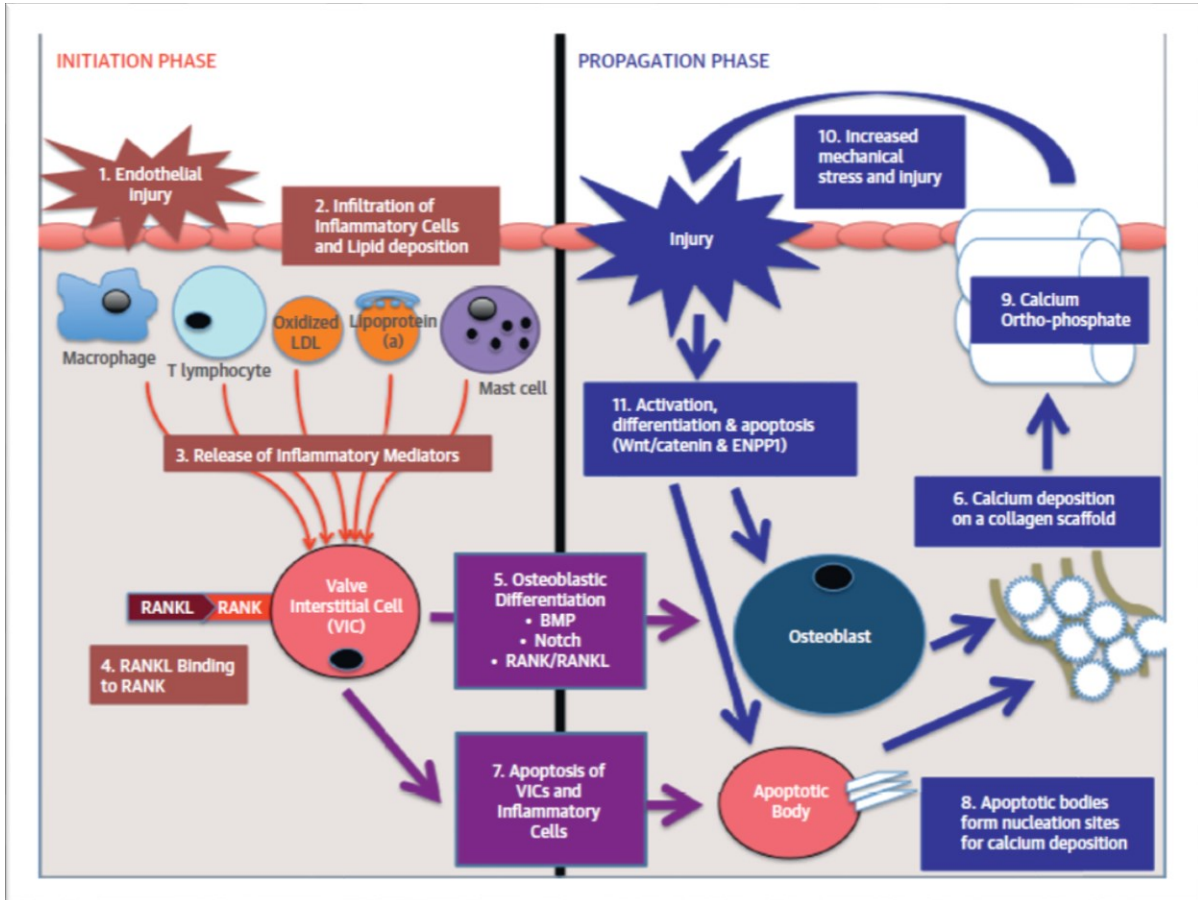 INITIATION PHASE
1. Endothelial
Injury
2. Infiltration of
Inflammatory Cells
and Lipid deposition
Macrophage
T lymphocyte
Oxidized
LDL
Lipoprotein
(a)
Mast cell
3. Release of Inflammatory Mediators
RANKL
RANK
Valve
Interstitial Cell
(VIC)
4. RANKL Binding
to RANK
5. Osteoblastic
Differentiation
• BMP
• Notch
• RANK/RANKL
7. Apoptosis of
VICs and
Inflammatory
Cells
PROPAGATION PHASE
10. Increased
mechanical
stress and injury
Injury
9. Calcium
Ortho-phosphate
11. Activation,
differentiation & apoptosis
(Wnt/catenin & ENPP1)
6. Calcium deposition
on a collagen scaffold
Osteoblast
Apoptotic
Body
8. Apoptotic bodies
form nucleation sites
for calcium deposition